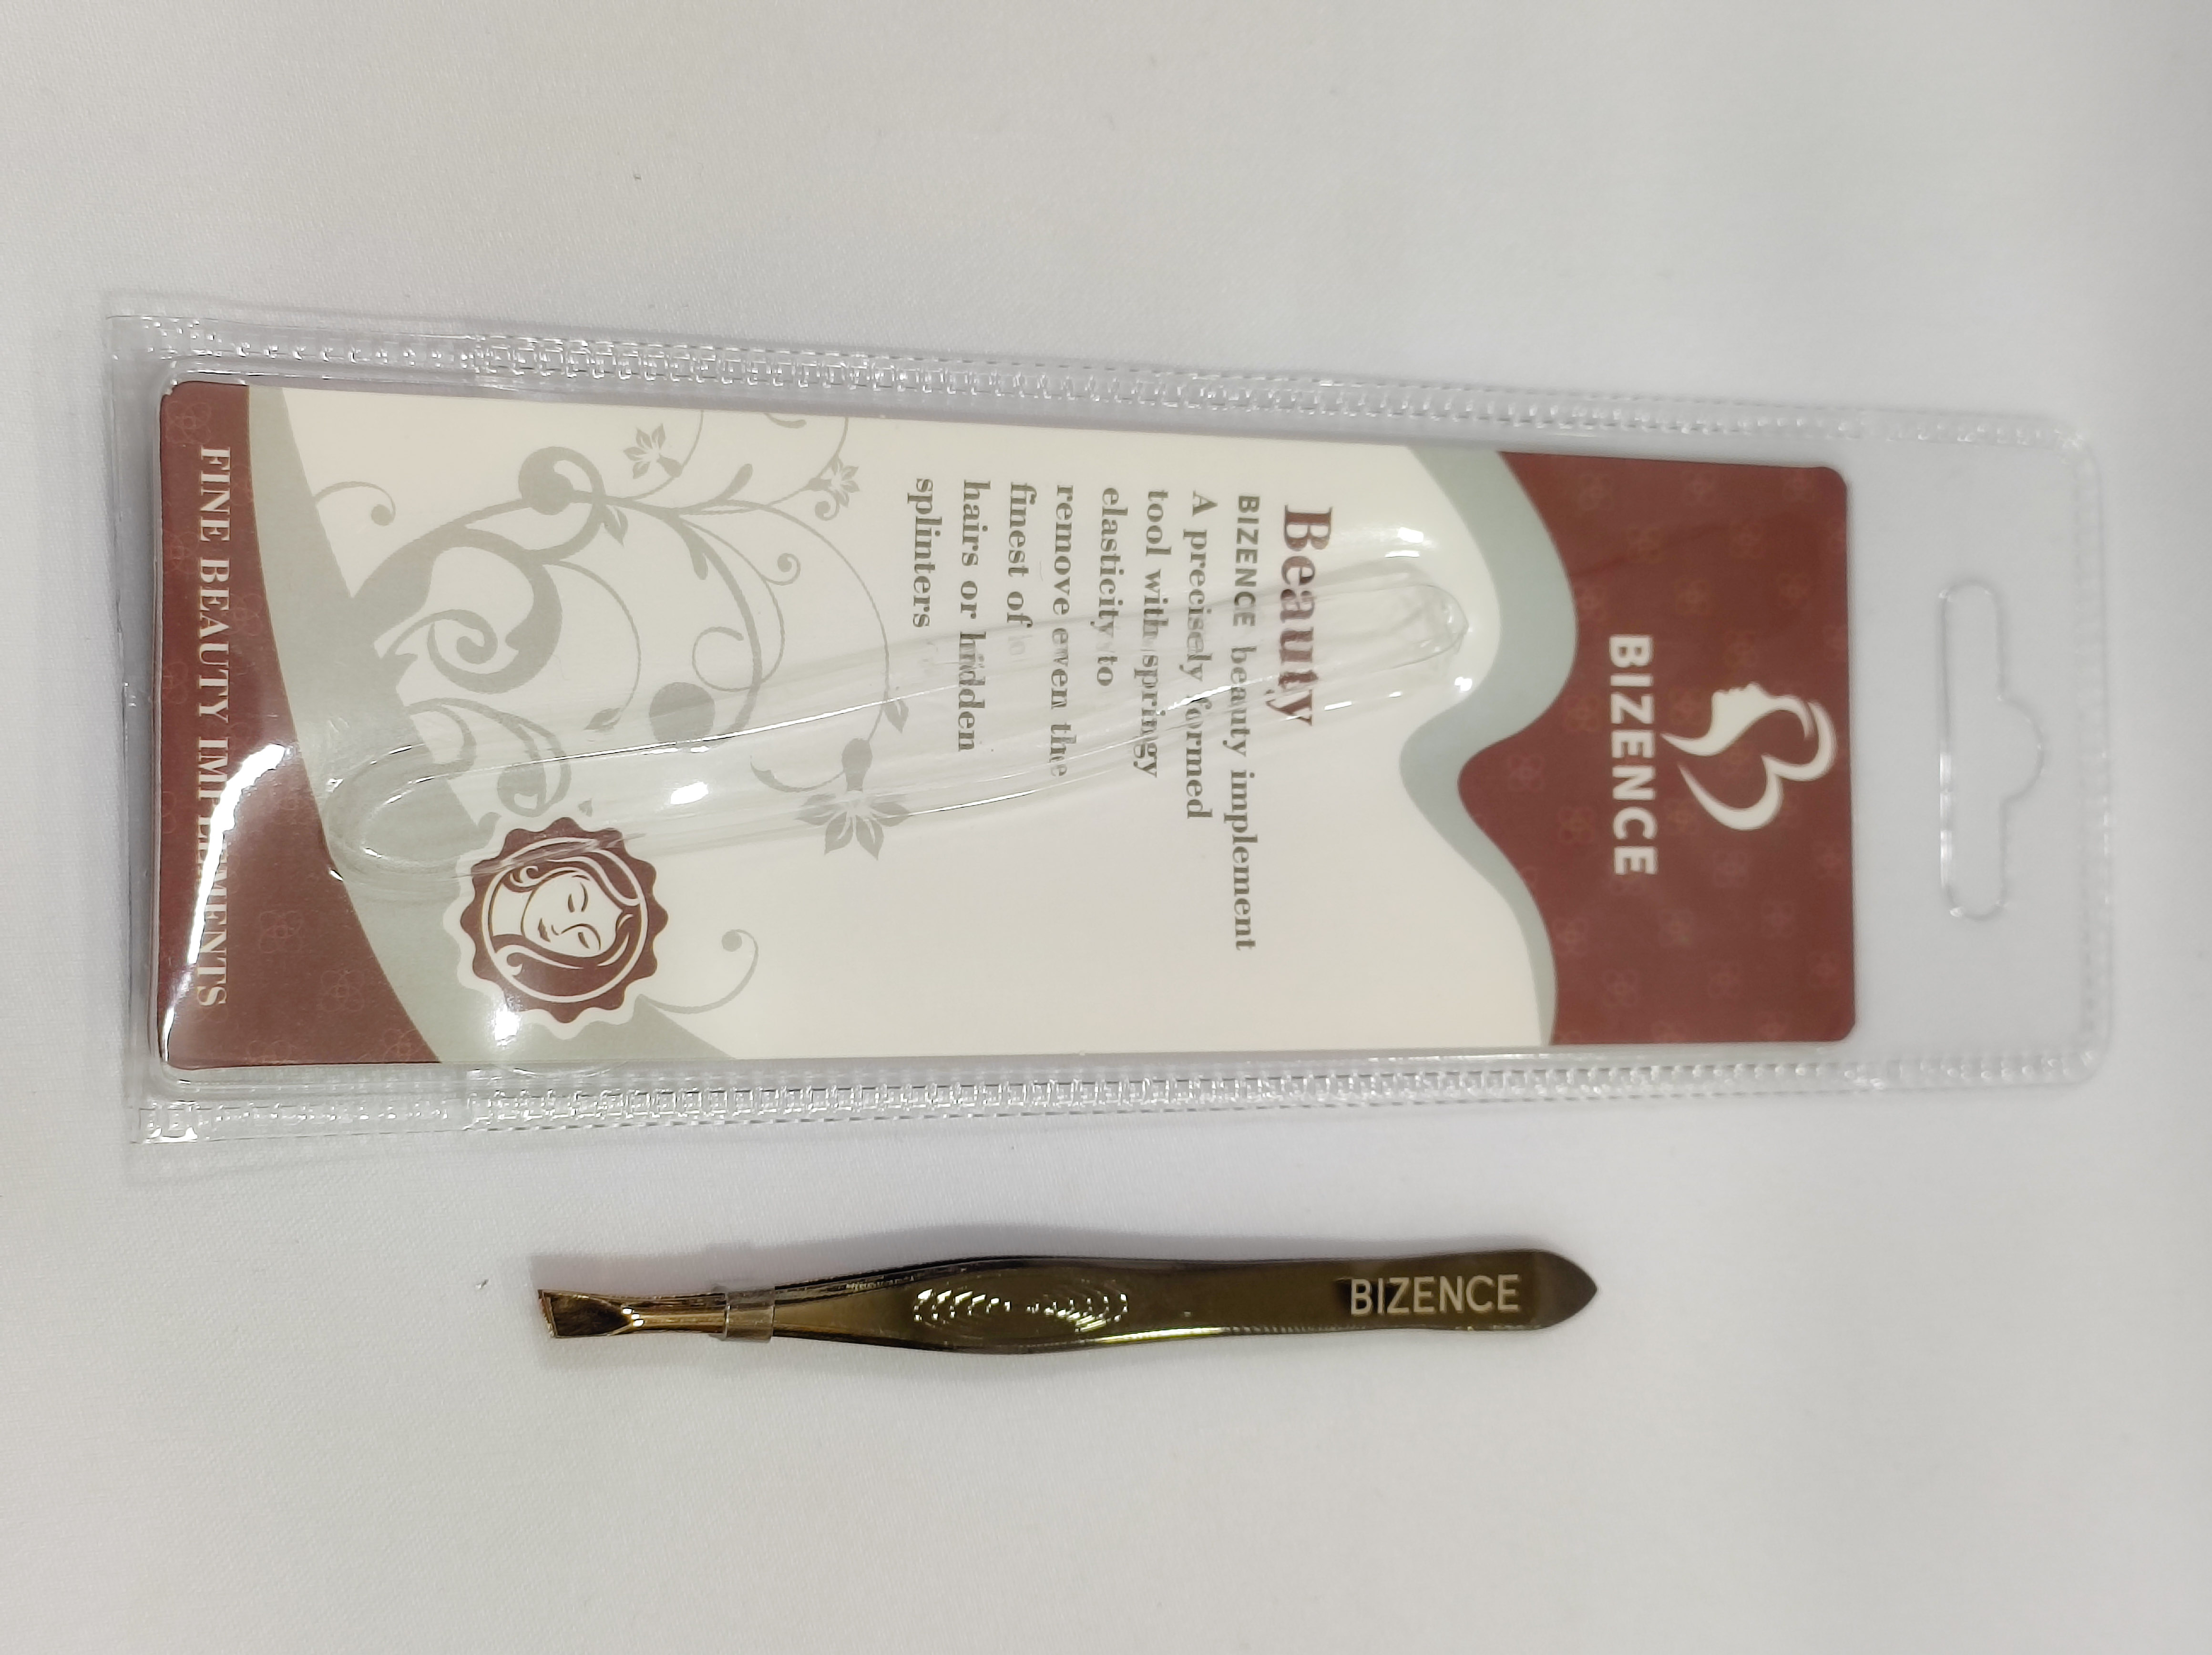 BIZENCE
Beauty
BIZENCE beauty implement
A precisely formed
tool with springy
elasticity to
remove even the
finest of
hairs or hidden
splinters
FINE BEAUTY IMPLEMENTS
BIZENCE